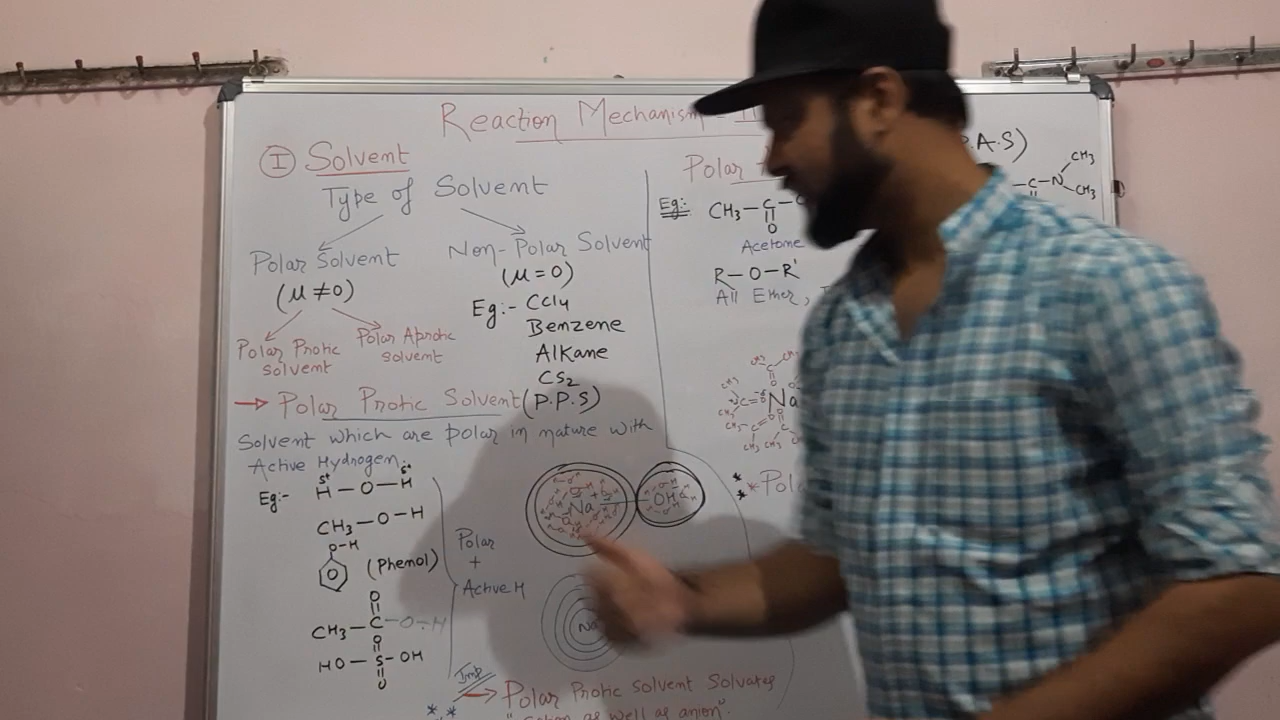 Reaction Mechanism - II
I Solvent
Type of Solvent
Polar Solvent
(μ ≠ 0)
Non-Polar Solvent
(μ = 0)
Eg:- CCl4
Benzene
Alkane
CS2
Polar Protic
solvent
Polar Aprotic
solvent
→ Polar Protic Solvent (P.P.S)
Solvent which are polar in nature with
Active Hydrogen.
Eg:-
δ+ δ+
H-O-H
CH3-O-H
O-H
(Phenol)
O
CH3-C-O-H
O
HO-S-OH
O
Polar
+
Active H
Na+
OH
Na
Imp
** → Polar Protic Solvent Solvates
"cation as well as anion".
Polar
P.A.S)
Eg:-
CH3-C-
O
Acetone
-C-N
CH3
CH3
R-O-R'
All Ether,
Na
** Pola